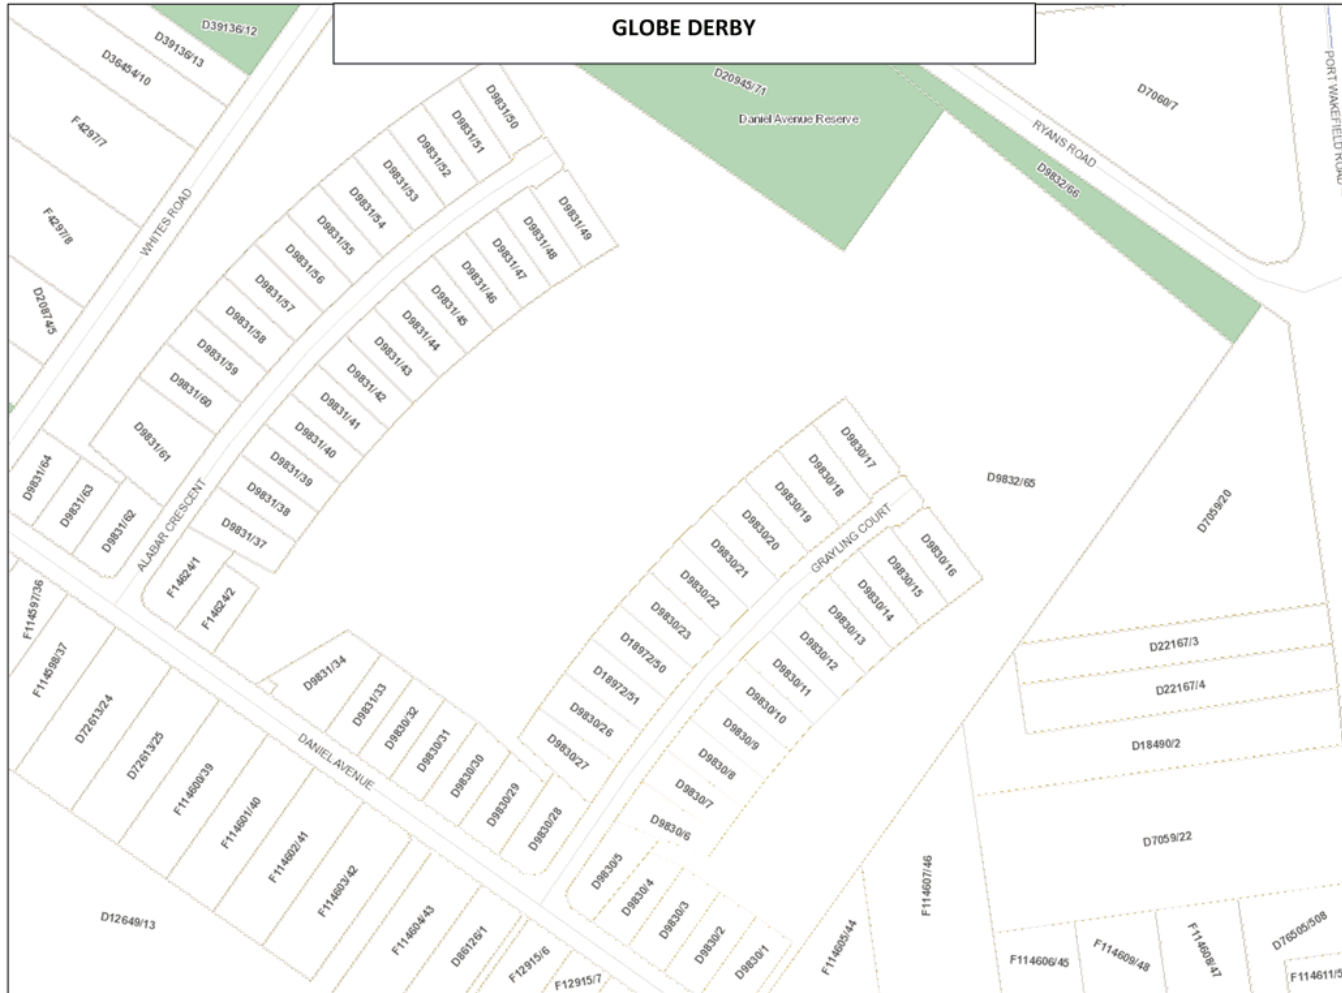 GLOBE DERBY
D39136/12
D39136/13
D36454/10
F4297/7
F4297/8
D20874/5
WHITES ROAD
D20945/71
Daniel Avenue Reserve
D7060/7
RYANS ROAD
D9832/66
PORT WAKEFIELD ROAD
D9831/50
D9831/51
D9831/52
D9831/53
D9831/54
D9831/55
D9831/56
D9831/57
D9831/58
D9831/59
D9831/60
D9831/61
D9831/49
D9831/48
D9831/47
D9831/46
D9831/45
D9831/44
D9831/43
D9831/42
D9831/41
D9831/40
D9831/39
D9831/38
D9831/37
D9831/64
D9831/63
D9831/62
ALABAR CRESCENT
F14624/1
F14624/2
D9830/17
D9830/18
D9830/19
D9830/20
D9830/21
D9830/22
D9830/23
D18972/50
D18972/51
D9830/26
D9830/27
GRAYLING COURT
D9830/16
D9830/15
D9830/14
D9830/13
D9830/12
D9830/11
D9830/10
D9830/9
D9830/8
D9830/7
D9830/6
D9832/65
D7059/20
D22167/3
D22167/4
D18490/2
D7059/22
F114597/36
F114598/37
D72613/24
D72613/25
F114600/39
F114601/40
F114602/41
F114603/42
F114604/43
D86126/1
F12915/6
F12915/7
D12649/13
DANIEL AVENUE
D9831/34
D9831/33
D9830/32
D9830/31
D9830/30
D9830/29
D9830/28
D9830/5
D9830/4
D9830/3
D9830/2
D9830/1
F114605/44
F114607/46
F114606/45
F114609/48
F114608/47
D76505/508
F114611/5